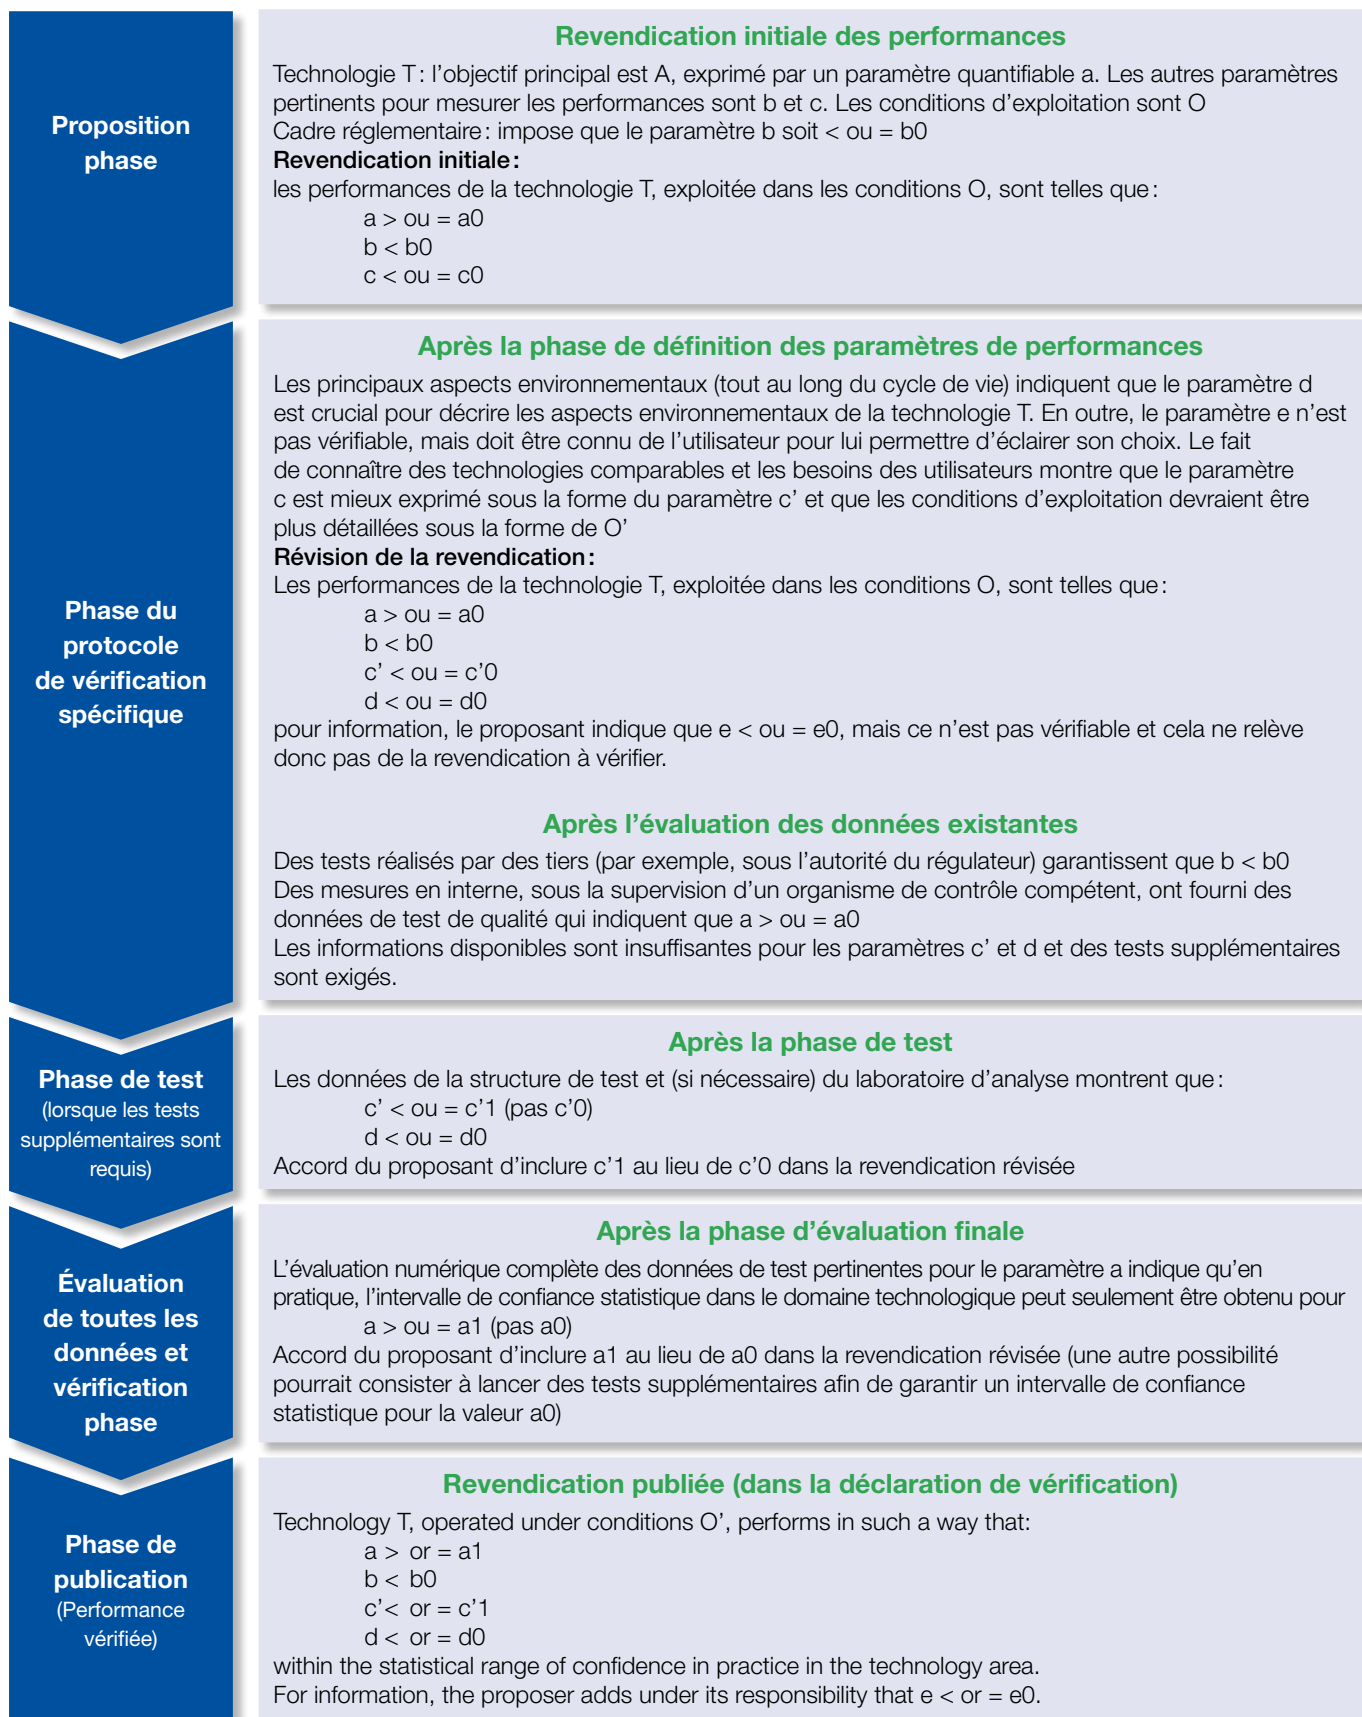 Proposition
phase
Revendication initiale des performances
Technologie T : l’objectif principal est A, exprimé par un paramètre quantifiable a. Les autres paramètres
pertinents pour mesurer les performances sont b et c. Les conditions d’exploitation sont O
Cadre réglementaire : impose que le paramètre b soit < ou = b0
Revendication initiale :
les performances de la technologie T, exploitée dans les conditions O, sont telles que :
a > ou = a0
b < b0
c < ou = c0
Phase du
protocole
de vérification
spécifique
Après la phase de définition des paramètres de performances
Les principaux aspects environnementaux (tout au long du cycle de vie) indiquent que le paramètre d
est crucial pour décrire les aspects environnementaux de la technologie T. En outre, le paramètre e n’est
pas vérifiable, mais doit être connu de l’utilisateur pour lui permettre d’éclairer son choix. Le fait
de connaître des technologies comparables et les besoins des utilisateurs montre que le paramètre
c est mieux exprimé sous la forme du paramètre c’ et que les conditions d’exploitation devraient être
plus détaillées sous la forme de O’
Révision de la revendication :
Les performances de la technologie T, exploitée dans les conditions O, sont telles que :
a > ou = a0
b < b0
c’ < ou = c’0
d < ou = d0
pour information, le proposant indique que e < ou = e0, mais ce n’est pas vérifiable et cela ne relève
donc pas de la revendication à vérifier.
Après l’évaluation des données existantes
Des tests réalisés par des tiers (par exemple, sous l’autorité du régulateur) garantissent que b < b0
Des mesures en interne, sous la supervision d’un organisme de contrôle compétent, ont fourni des
données de test de qualité qui indiquent que a > ou = a0
Les informations disponibles sont insuffisantes pour les paramètres c’ et d et des tests supplémentaires
sont exigés.
Phase de test
(lorsque les tests
supplémentaires sont
requis)
Après la phase de test
Les données de la structure de test et (si nécessaire) du laboratoire d’analyse montrent que :
c’ < ou = c’1 (pas c’0)
d < ou = d0
Accord du proposant d’inclure c’1 au lieu de c’0 dans la revendication révisée
Évaluation
de toutes les
données et
vérification
phase
Après la phase d’évaluation finale
L’évaluation numérique complète des données de test pertinentes pour le paramètre a indique qu’en
pratique, l’intervalle de confiance statistique dans le domaine technologique peut seulement être obtenu pour
a > ou = a1 (pas a0)
Accord du proposant d’inclure a1 au lieu de a0 dans la revendication révisée (une autre possibilité
pourrait consister à lancer des tests supplémentaires afin de garantir un intervalle de confiance
statistique pour la valeur a0)
Phase de
publication
(Performance
vérifiée)
Revendication publiée (dans la déclaration de vérification)
Technology T, operated under conditions O’, performs in such a way that:
a > or = a1
b < b0
c’< or = c’1
d < or = d0
within the statistical range of confidence in practice in the technology area.
For information, the proposer adds under its responsibility that e < or = e0.